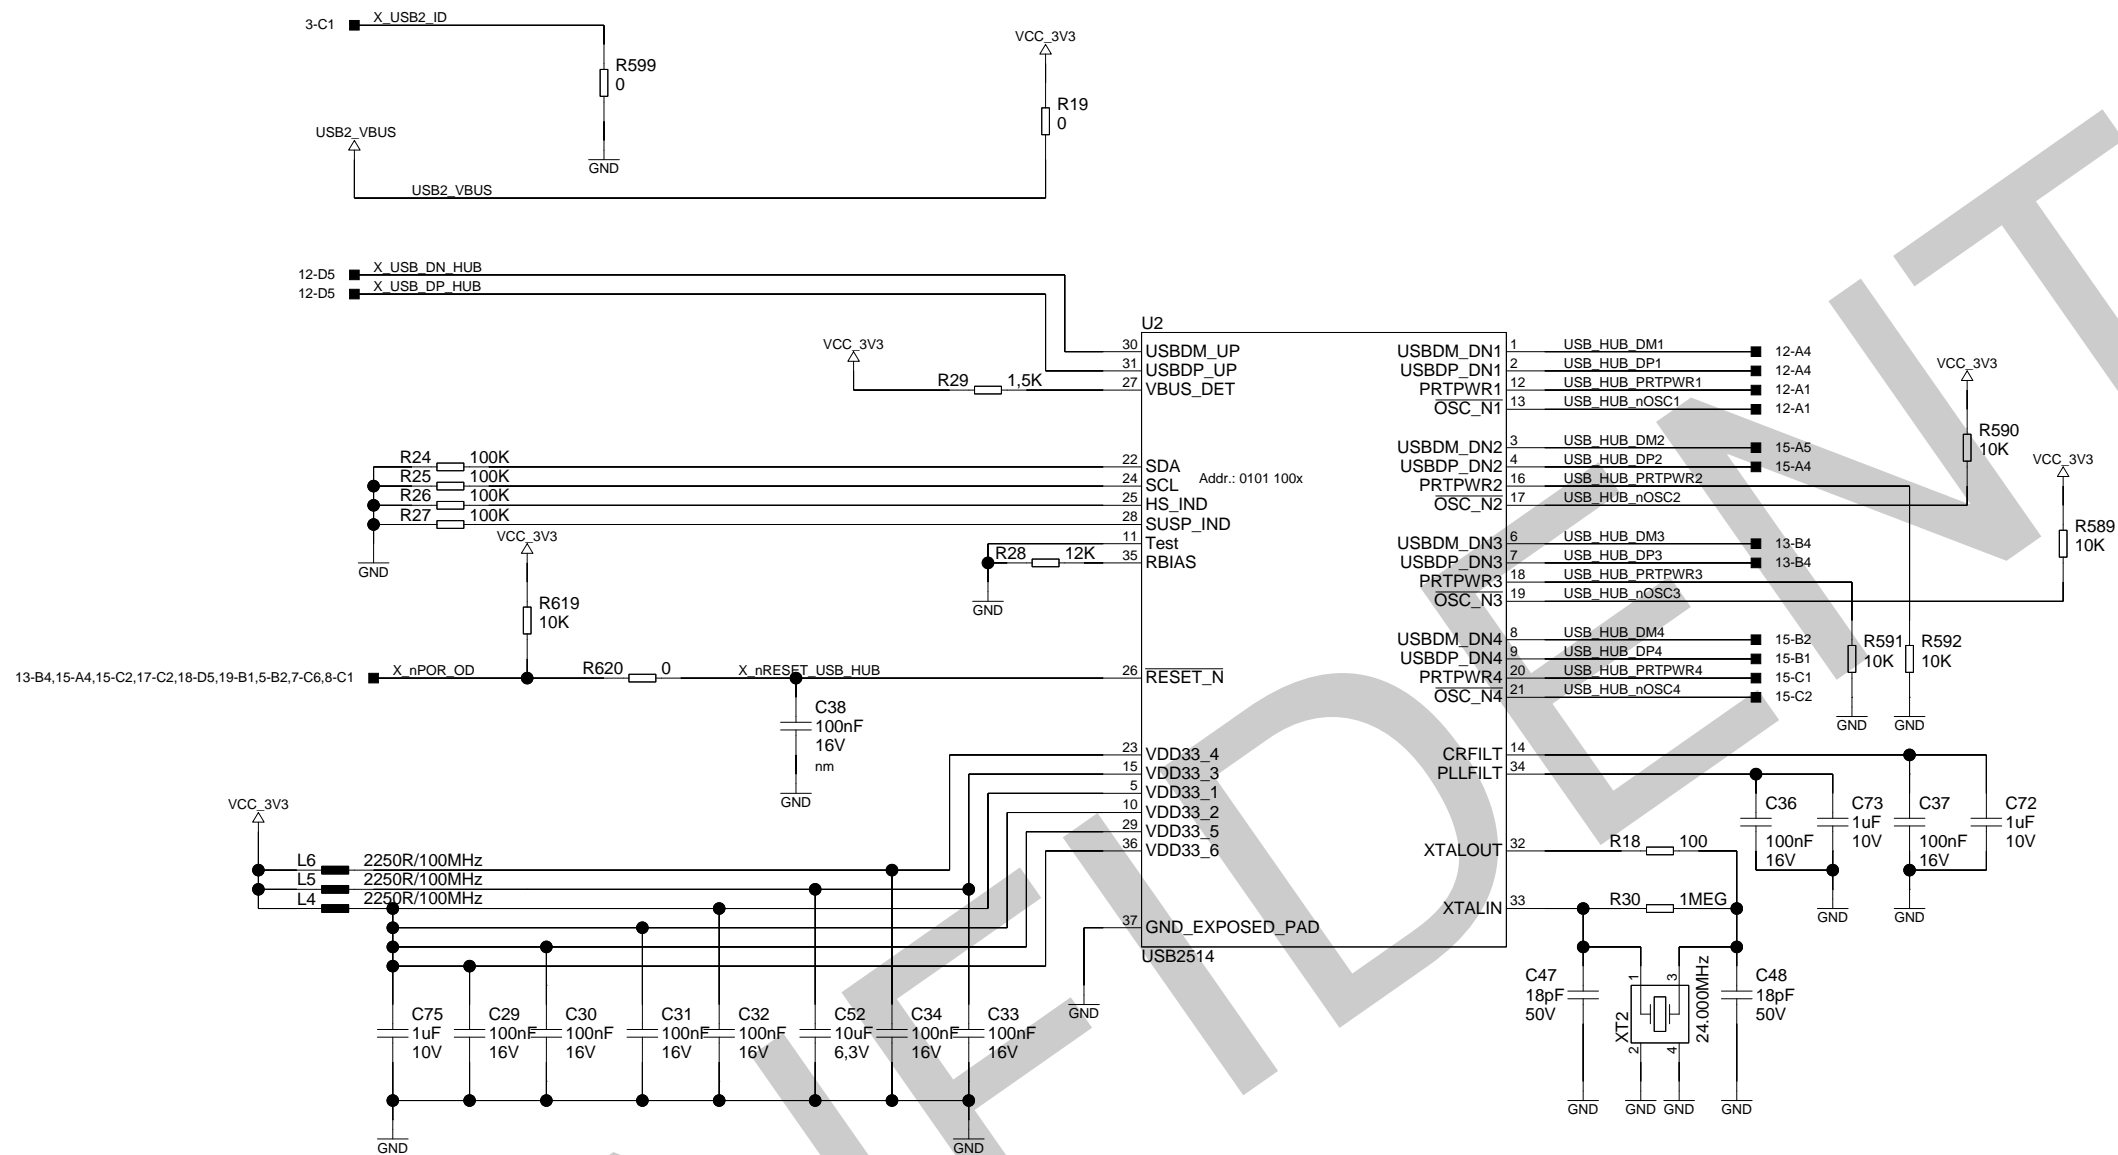 3-C1 X_USB2_ID
R599
0
GND
VCC_3V3
R19
0
USB2_VBUS
USB2_VBUS
12-D5 X_USB_DN_HUB
12-D5 X_USB_DP_HUB
VCC_3V3
R29 1,5K
R24 100K
R25 100K
R26 100K
R27 100K
GND
VCC_3V3
R619
10K
R28 12K
GND
13-B4,15-A4,15-C2,17-C2,18-D5,19-B1,5-B2,7-C6,8-C1 X_nPOR_OD R620 0 X_nRESET_USB_HUB
C38
100nF
16V
nm
GND
U2
30 USBDM_UP
31 USBDP_UP
27 VBUS_DET
22 SDA
24 SCL
Addr.: 0101 100x
25 HS_IND
28 SUSP_IND
11 Test
35 RBIAS
26 RESET_N
23 VDD33_4
15 VDD33_3
5 VDD33_1
10 VDD33_2
29 VDD33_5
36 VDD33_6
37 GND_EXPOSED_PAD
USB2514
GND
USBDM_DN1 1 USB_HUB_DM1 12-A4
USBDP_DN1 2 USB_HUB_DP1 12-A4
PRTPWR1 12 USB_HUB_PRTPWR1 12-A1
OSC_N1 13 USB_HUB_nOSC1 12-A1
USBDM_DN2 3 USB_HUB_DM2 15-A5
USBDP_DN2 4 USB_HUB_DP2 15-A4
PRTPWR2 16 USB_HUB_PRTPWR2
OSC_N2 17 USB_HUB_nOSC2
USBDM_DN3 6 USB_HUB_DM3 13-B4
USBDP_DN3 7 USB_HUB_DP3 13-B4
PRTPWR3 18 USB_HUB_PRTPWR3
OSC_N3 19 USB_HUB_nOSC3
USBDM_DN4 8 USB_HUB_DM4 15-B2
USBDP_DN4 9 USB_HUB_DP4 15-B1
PRTPWR4 20 USB_HUB_PRTPWR4 15-C1
OSC_N4 21 USB_HUB_nOSC4 15-C2
CRFILT 14
PLLFILT 34
XTALOUT 32 R18 100
XTALIN 33 R30 1MEG
VCC_3V3
R590
10K
VCC_3V3
R589
10K
R591
10K
GND
R592
10K
GND
C36
100nF
16V
C73
1uF
10V
GND
C37
100nF
16V
C72
1uF
10V
GND
C47
18pF
50V
GND
XT2
24.000MHz
1
3
2
4
GND
GND
C48
18pF
50V
GND
VCC_3V3
L6 2250R/100MHz
L5 2250R/100MHz
L4 2250R/100MHz
C75
1uF
10V
C29
100nF
16V
C30
100nF
16V
C31
100nF
16V
C32
100nF
16V
C52
10uF
6,3V
C34
100nF
16V
C33
100nF
16V
GND
GND
FIDENT